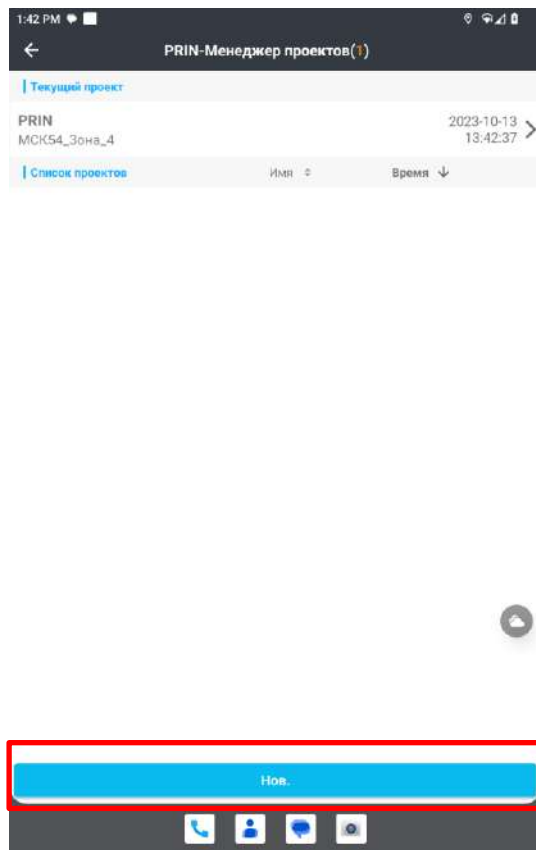 1:42 PM
PRIN-Менеджер проектов(1)
Текущий проект
PRIN
2023-10-13
МСК54_Зона_4
13:42:37
Список проектов Имя Время
Нов.